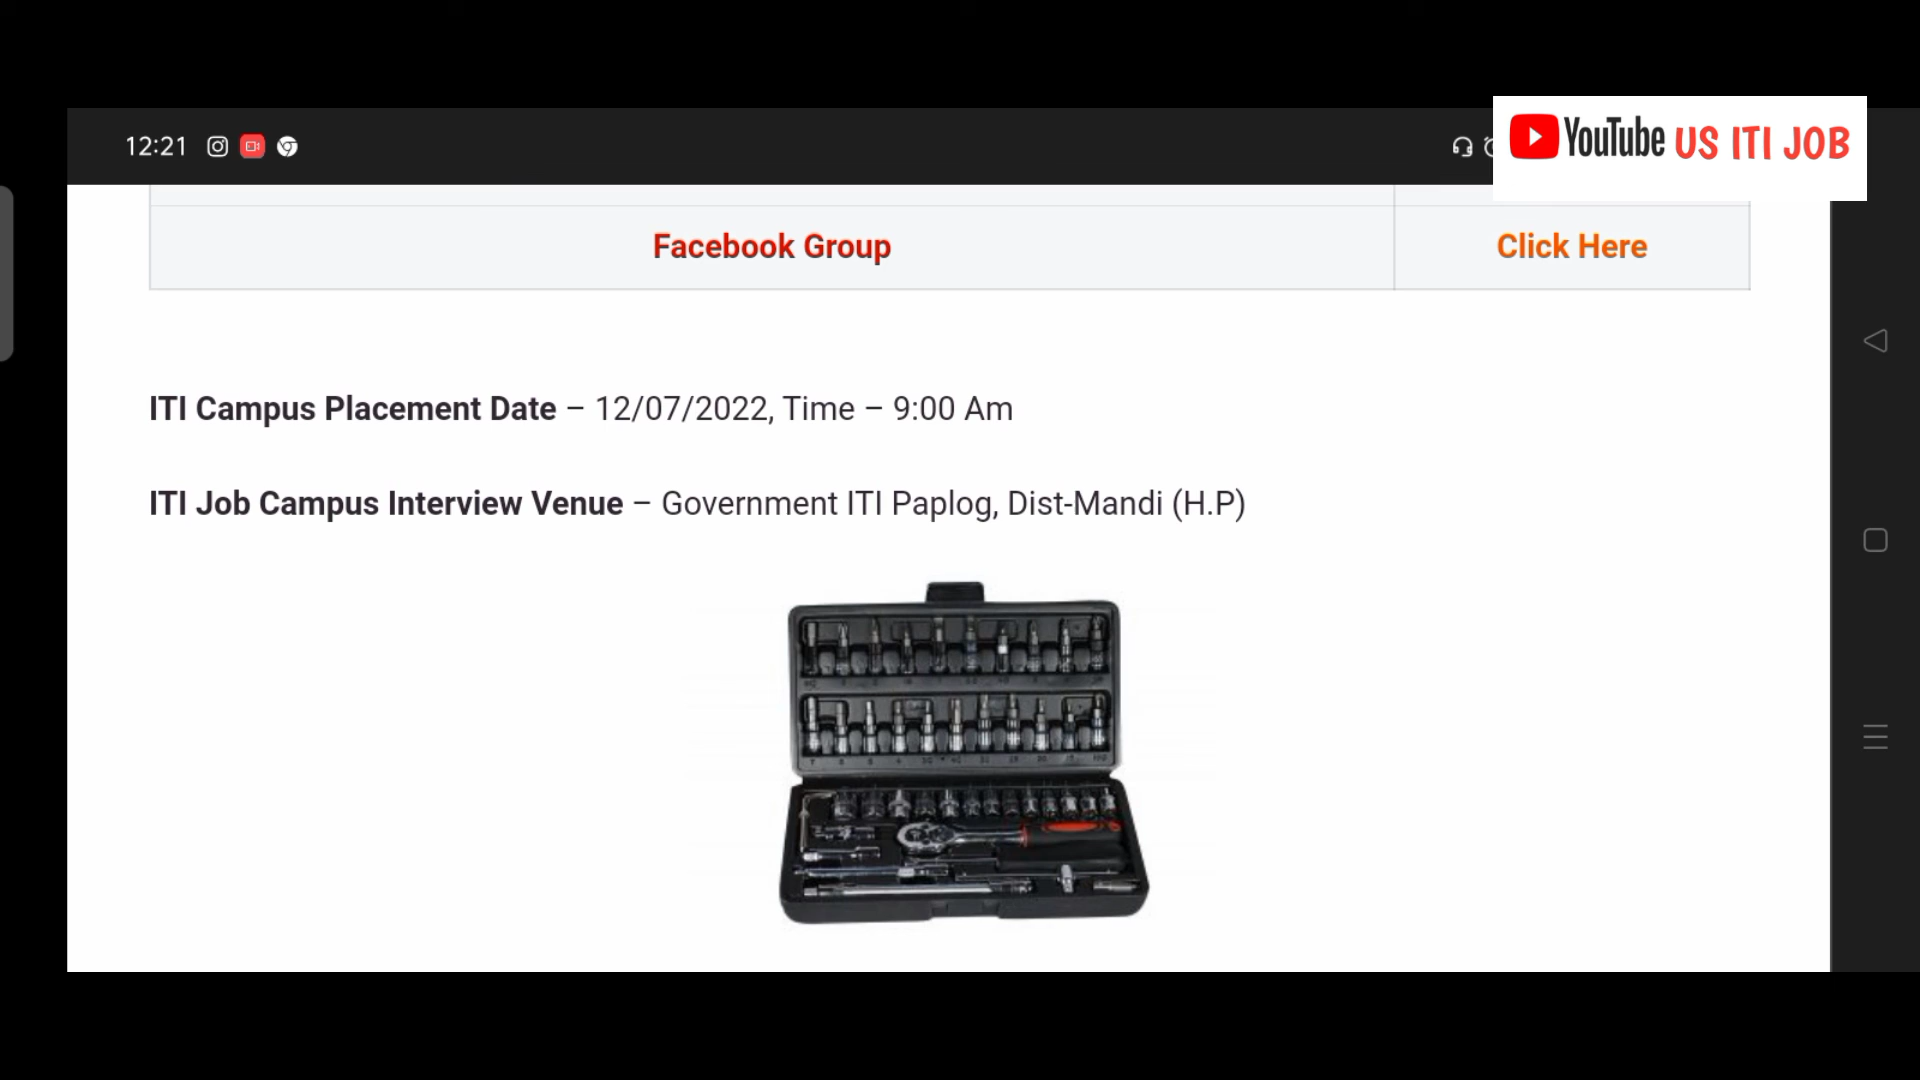 12:21
YouTube US ITI JOB
Facebook Group Click Here
ITI Campus Placement Date – 12/07/2022, Time – 9:00 Am
ITI Job Campus Interview Venue – Government ITI Paplog, Dist-Mandi (H.P)